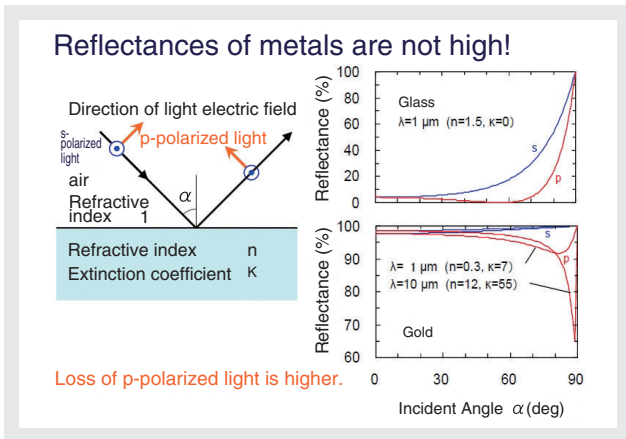 Reflectances of metals are not high!
Direction of light electric field
s-
polarized
light
p-polarized light
air
Refractive
index 1
α
Refractive index n
Extinction coefficient K
Loss of p-polarized light is higher.
Reflectance (%)
100
80
60
40
20
0
Glass
λ=1 μm (n=1.5, κ=0)
s
p
Reflectance (%)
100
90
80
70
60
s
p
λ= 1 μm (n=0.3, κ=7)
λ=10 μm (n=12, κ=55)
Gold
0 30 60 90
Incident Angle α (deg)